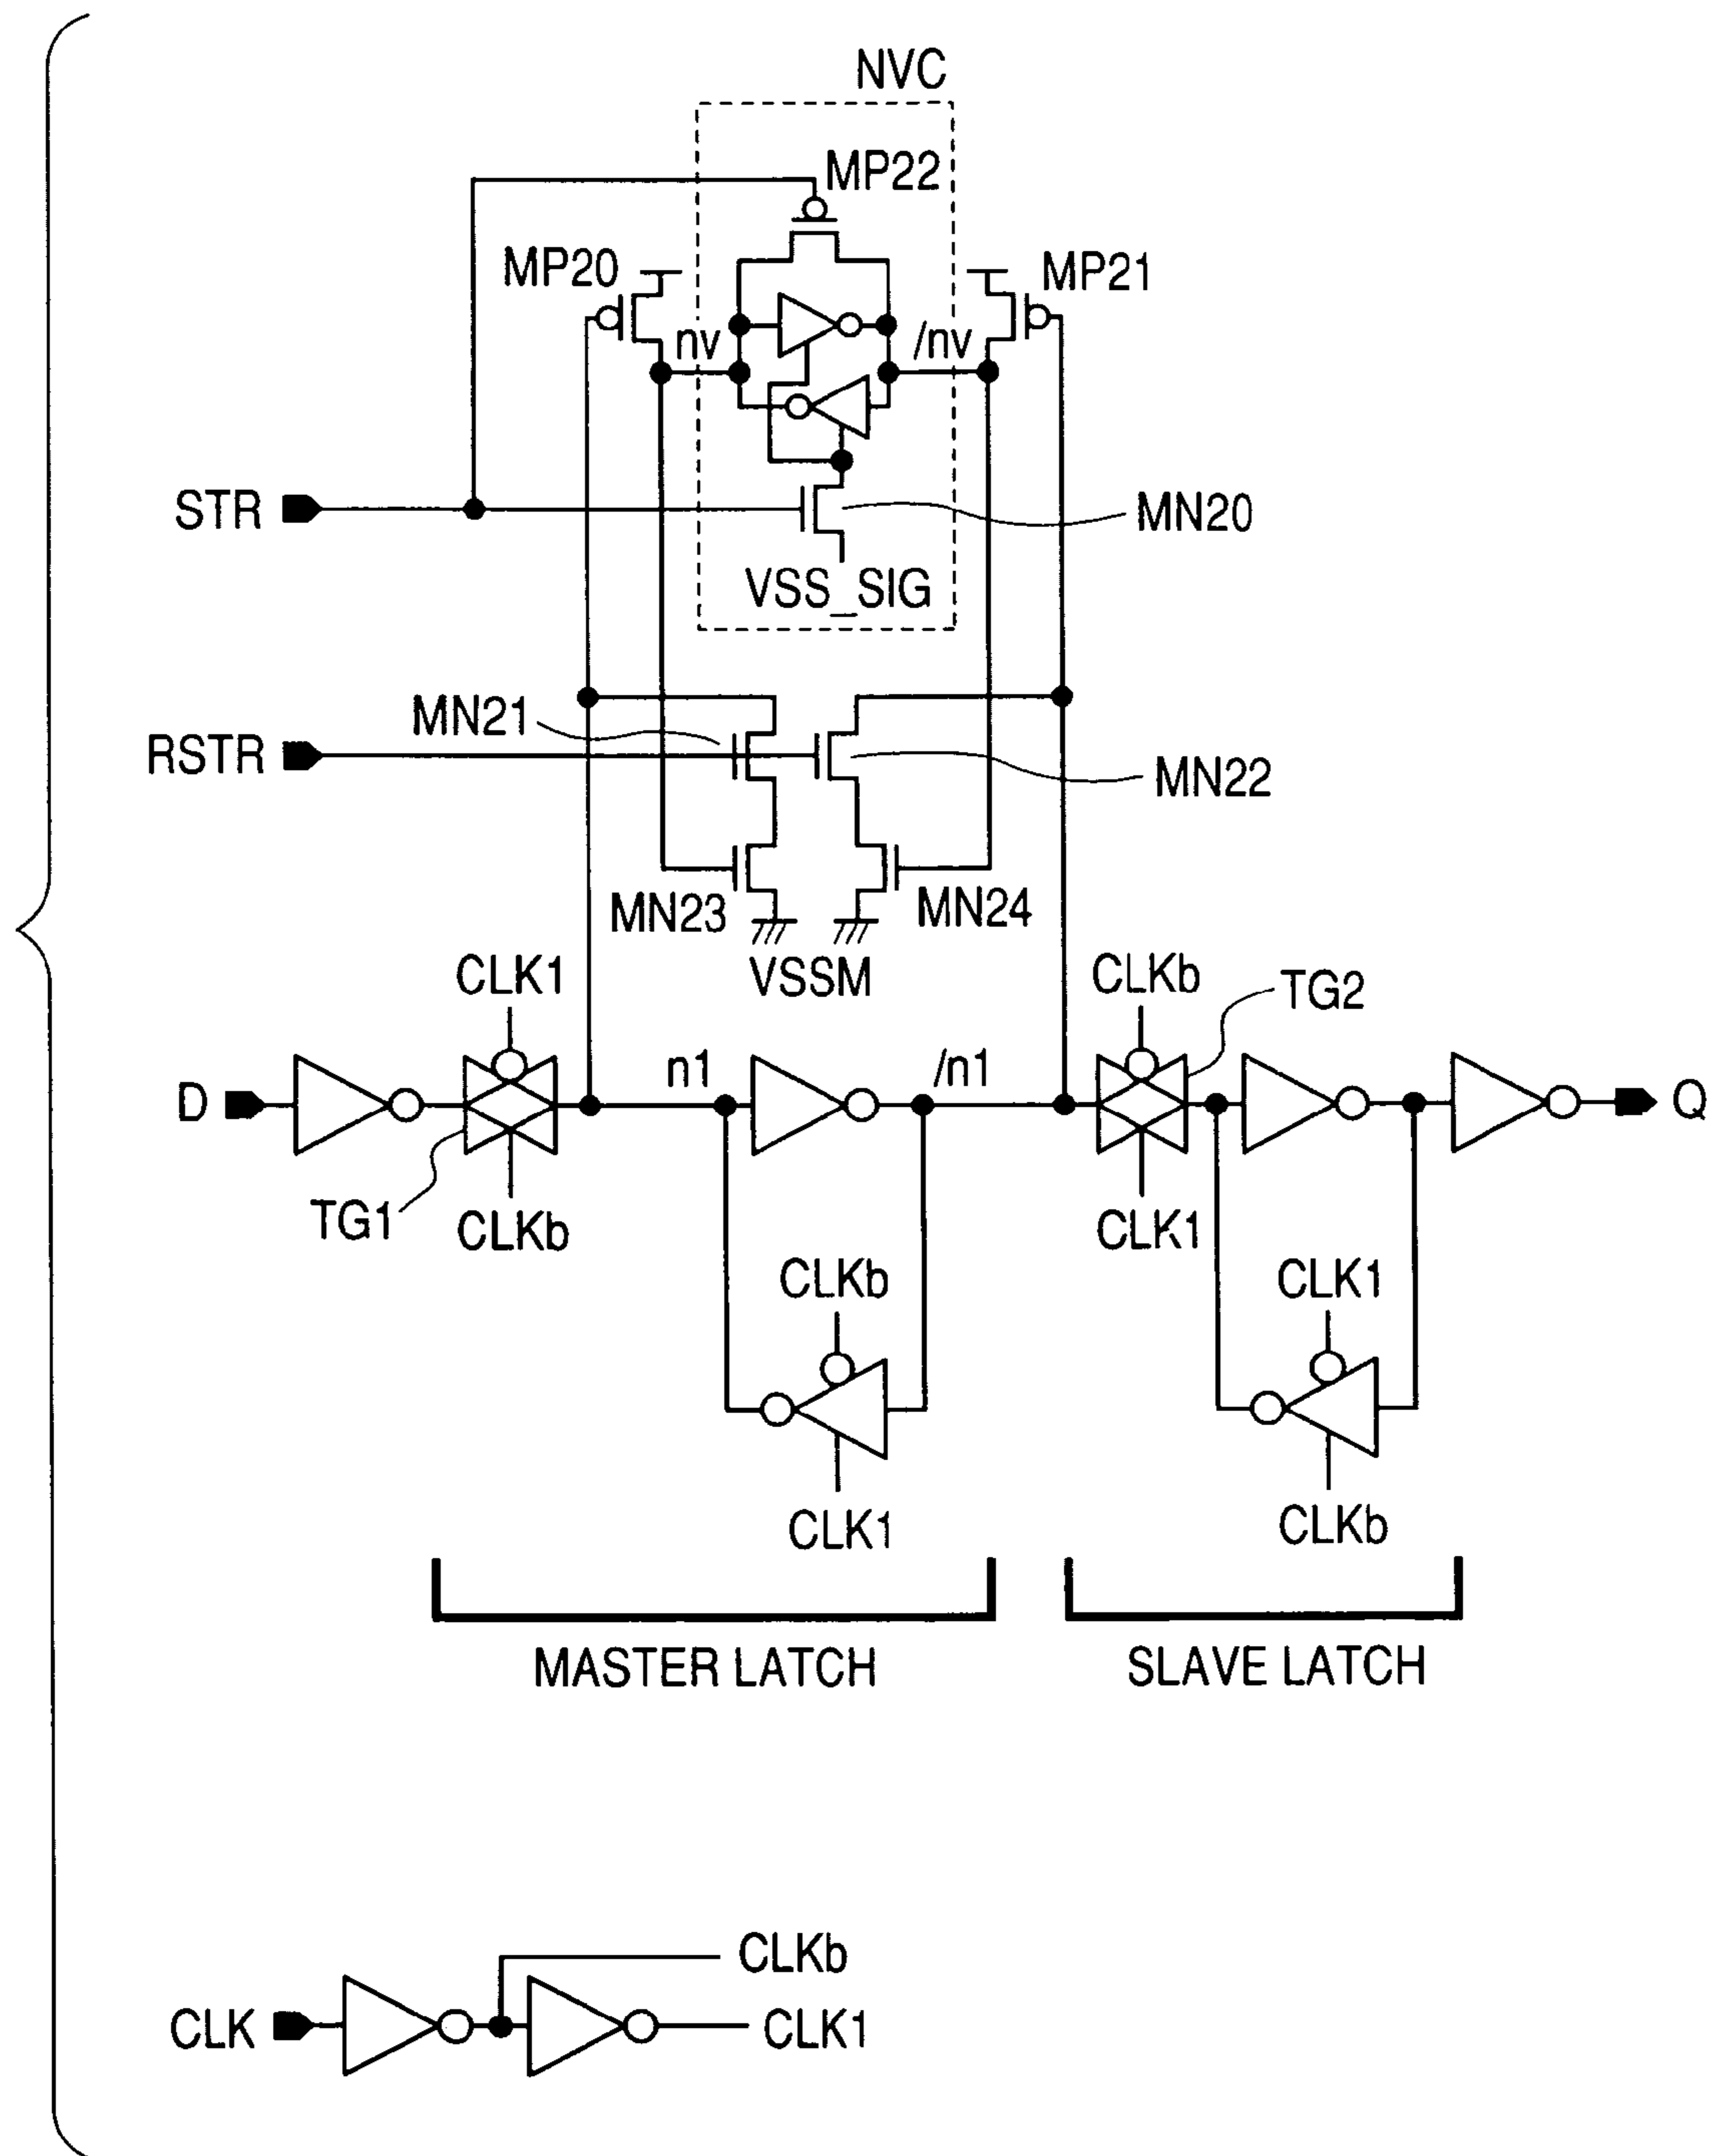 NVC
MP22
MP20
MP21
nv
/nv
STR
MN20
VSS_SIG
MN21
RSTR
MN22
MN23
MN24
VSSM
CLK1
CLKb
TG2
D
n1
/n1
Q
TG1
CLKb
CLK1
CLKb
CLK1
CLK1
CLKb
MASTER LATCH
SLAVE LATCH
CLKb
CLK
CLK1